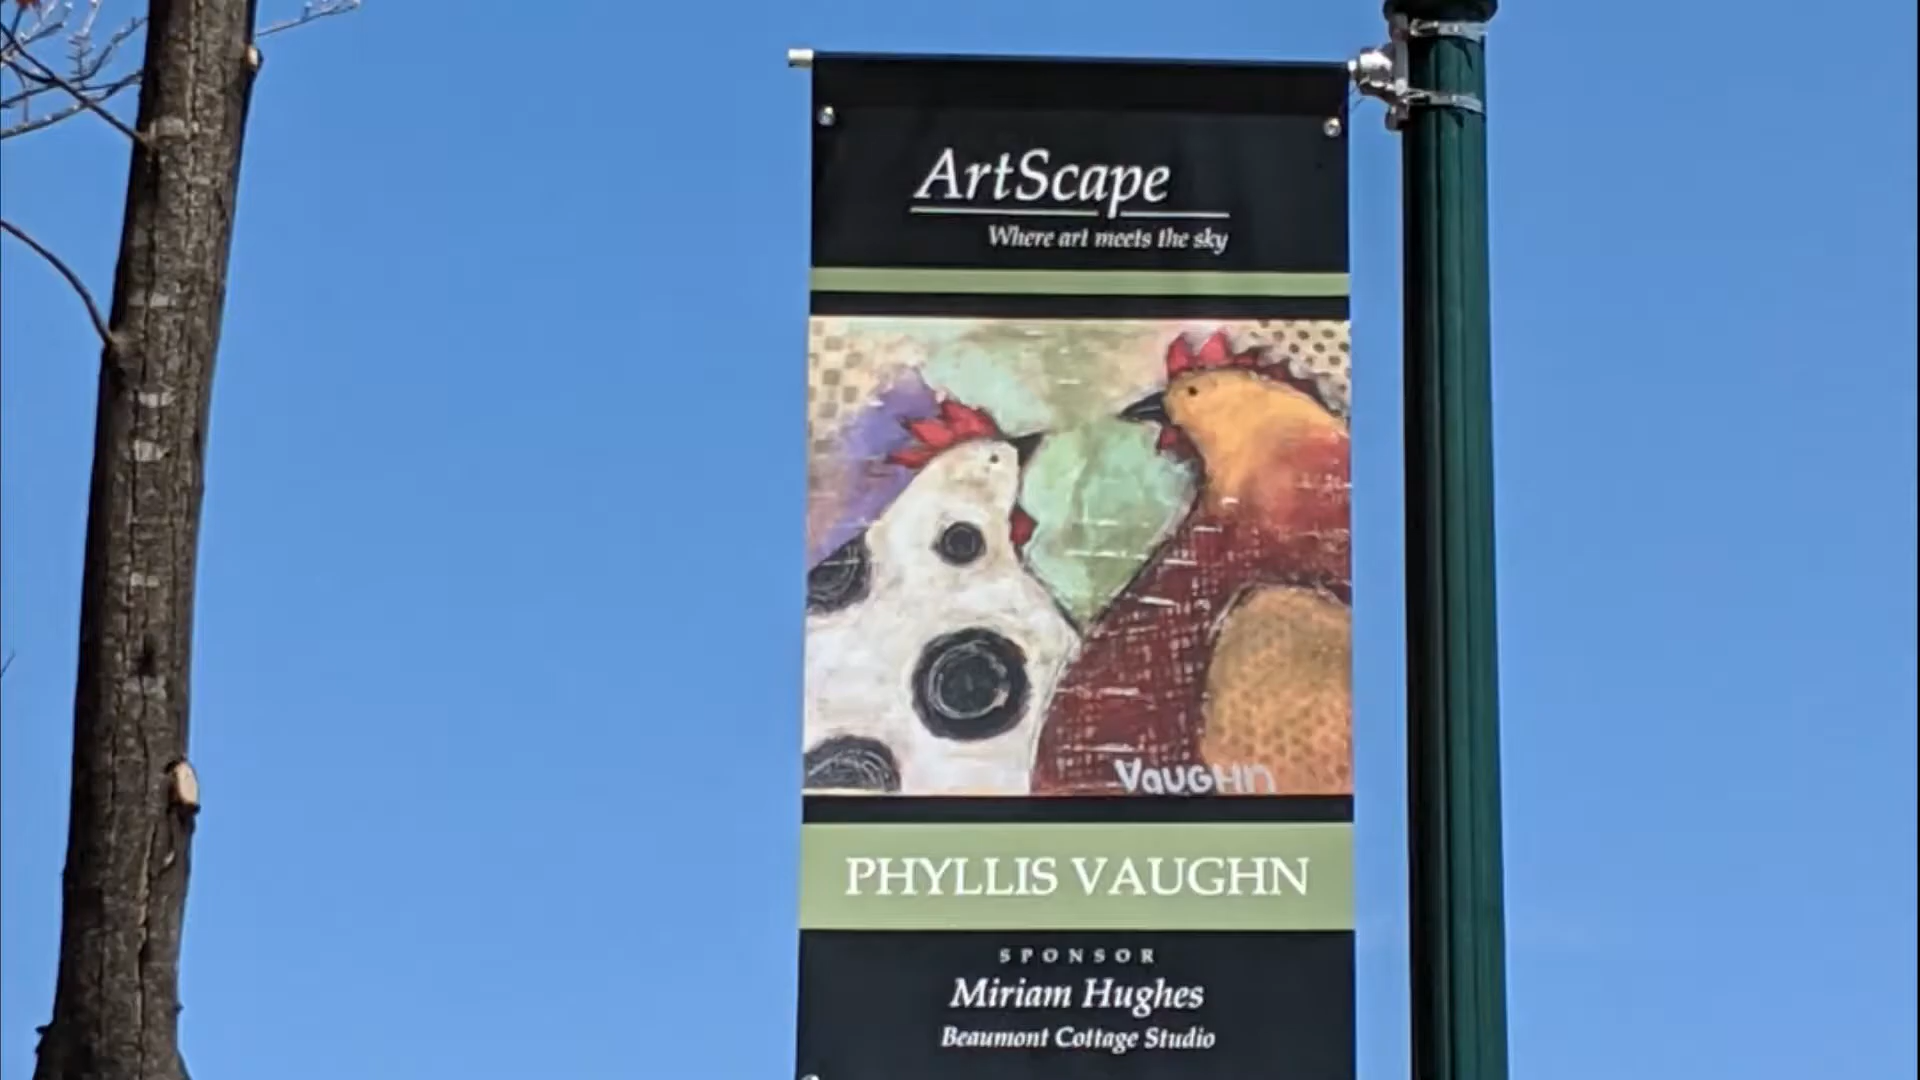 ArtScape
Where art meets the sky
VaUGHn
PHYLLIS VAUGHN
SPONSOR
Miriam Hughes
Beaumont Cottage Studio